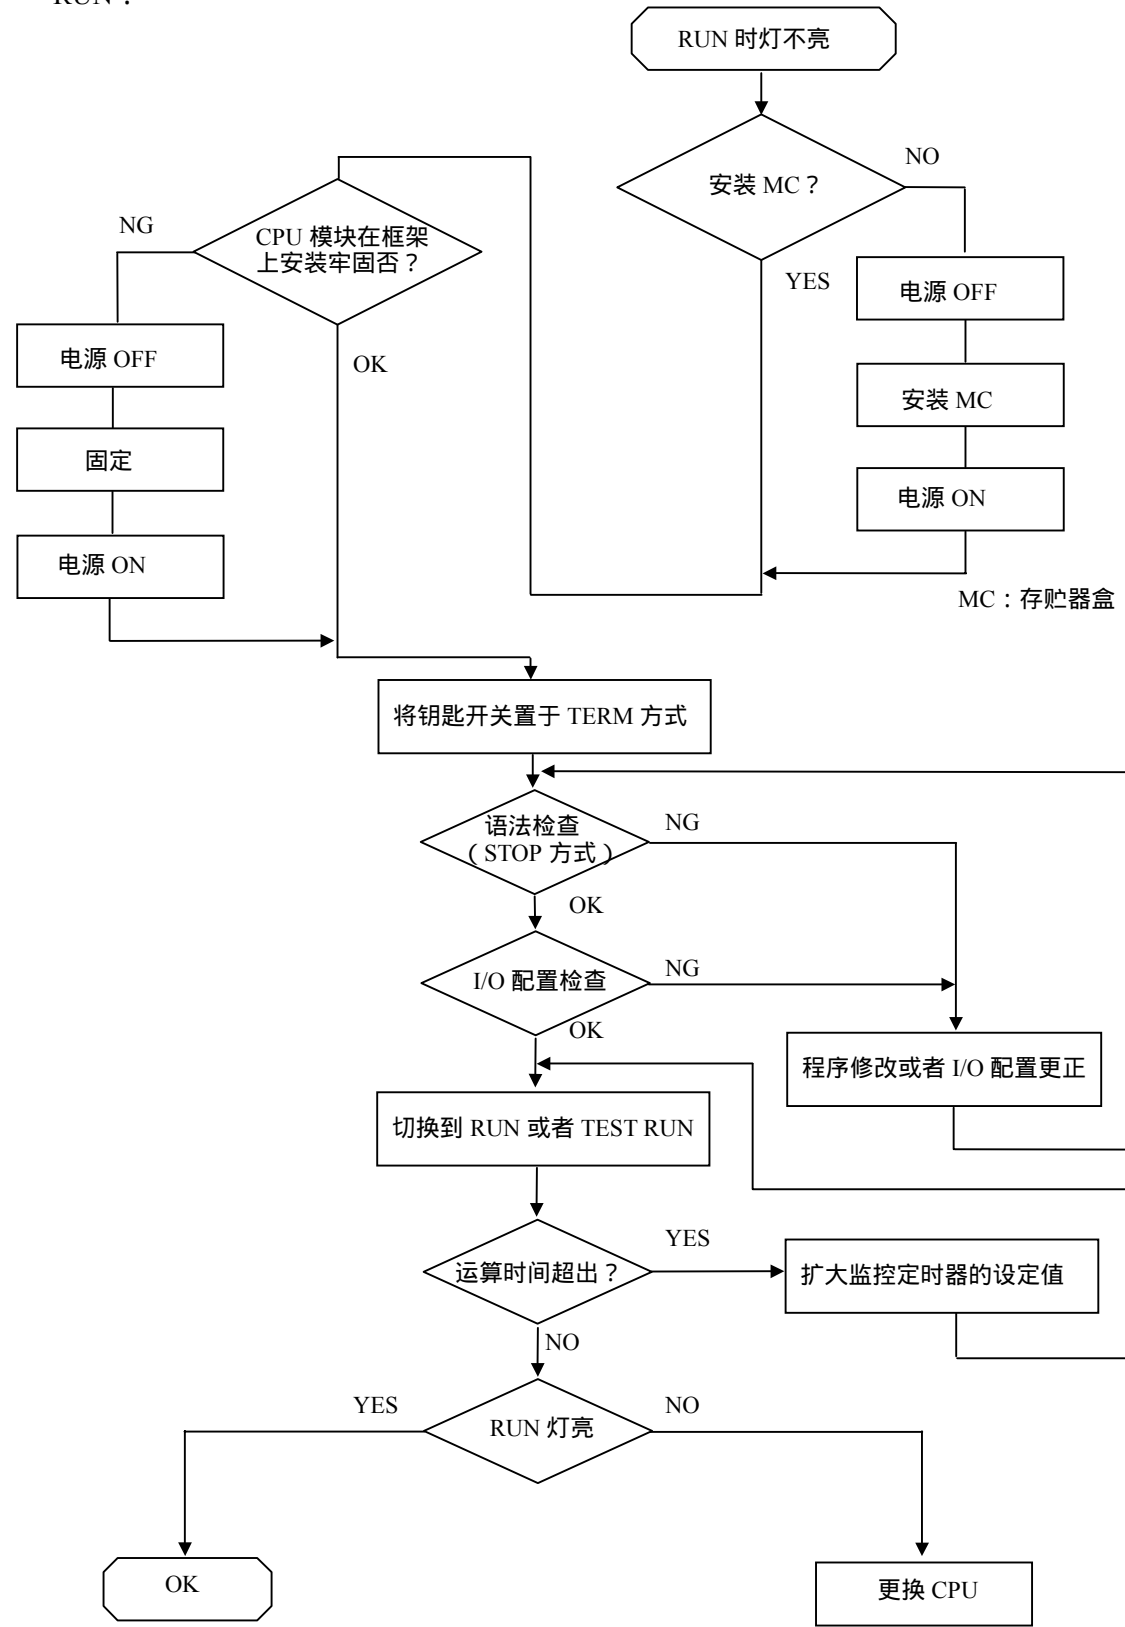 RUN：
RUN 时灯不亮
安装 MC？
NO
YES
电源 OFF
安装 MC
电源 ON
MC：存贮器盒
CPU 模块在框架
上安装牢固否？
NG
OK
电源 OFF
固定
电源 ON
将钥匙开关置于 TERM 方式
语法检查
（STOP 方式）
NG
OK
I/O 配置检查
NG
OK
程序修改或者 I/O 配置更正
切换到 RUN 或者 TEST RUN
运算时间超出？
YES
扩大监控定时器的设定值
NO
RUN 灯亮
YES
NO
OK
更换 CPU